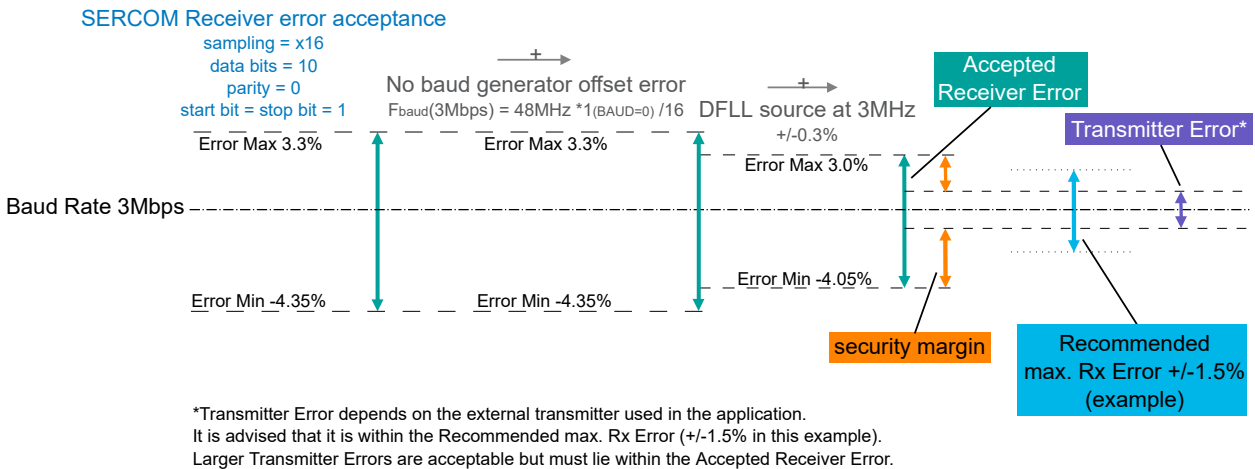 SERCOM Receiver error acceptance
sampling = x16
data bits = 10
parity = 0
start bit = stop bit = 1
+
No baud generator offset error
Fbaud(3Mbps) = 48MHz *1(BAUD=0) /16
+
DFLL source at 3MHz
+/-0.3%
Accepted
Receiver Error
Transmitter Error*
Error Max 3.3%
Error Max 3.3%
Error Max 3.0%
Baud Rate 3Mbps
Error Min -4.35%
Error Min -4.35%
Error Min -4.05%
security margin
Recommended
max. Rx Error +/-1.5%
(example)
*Transmitter Error depends on the external transmitter used in the application.
It is advised that it is within the Recommended max. Rx Error (+/-1.5% in this example).
Larger Transmitter Errors are acceptable but must lie within the Accepted Receiver Error.